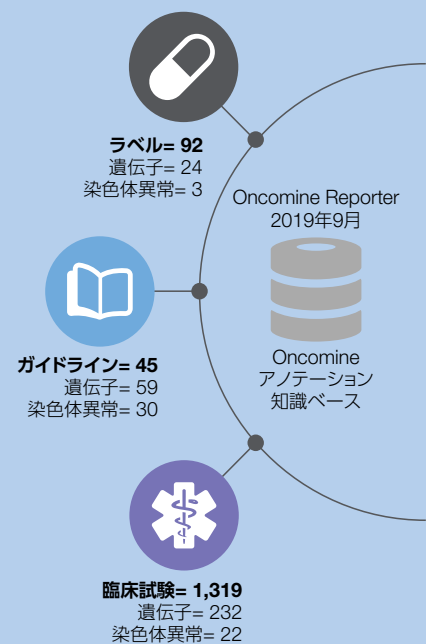 ラベル= 92
遺伝子= 24
染色体異常= 3
Oncomine Reporter
2019年9月
Oncomine
アノテーション
知識ベース
ガイドライン= 45
遺伝子= 59
染色体異常= 30
臨床試験= 1,319
遺伝子= 232
染色体異常= 22